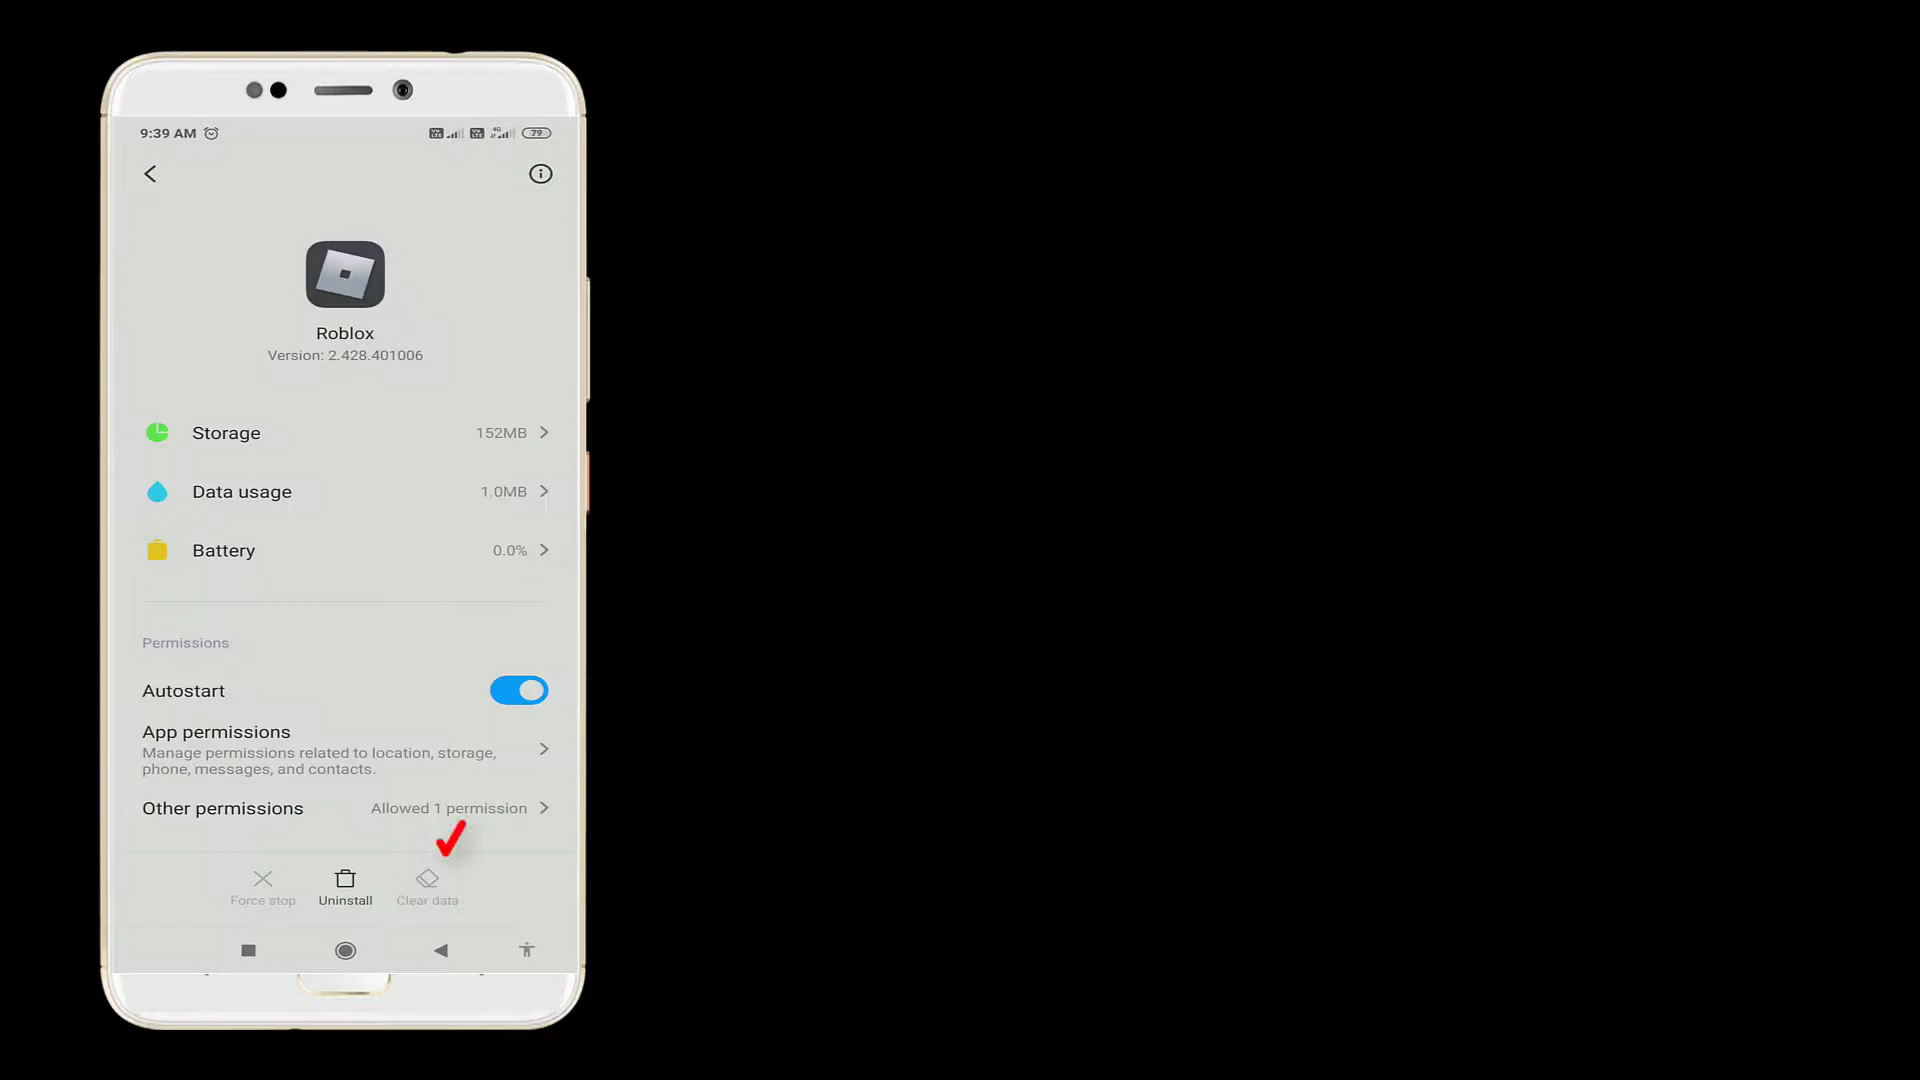 9:39 AM
79
Roblox
Version: 2.428.401006
Storage 152MB
Data usage 1.0MB
Battery 0.0%
Permissions
Autostart
App permissions
Manage permissions related to location, storage,
phone, messages, and contacts.
Other permissions Allowed 1 permission
Force stop Uninstall Clear data